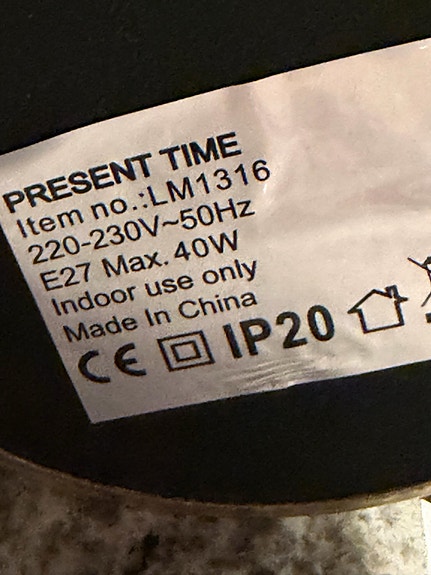 PRESENT TIME
Item no.:LM1316
220-230V~50Hz
E27 Max. 40W
Indoor use only
Made In China
CE IP20